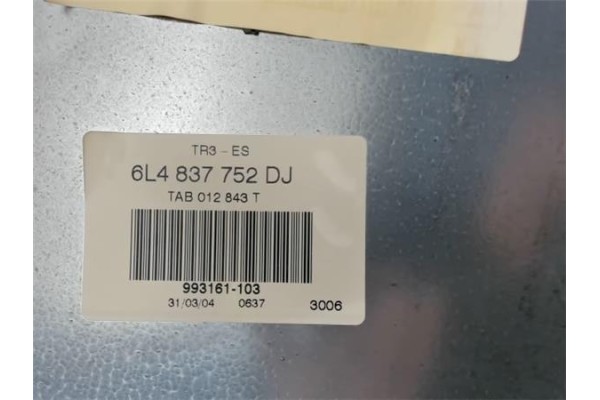 TR3 - ES
6L4 837 752 DJ
TAB 012 843 T
993161-103
31/03/04 0637 3006